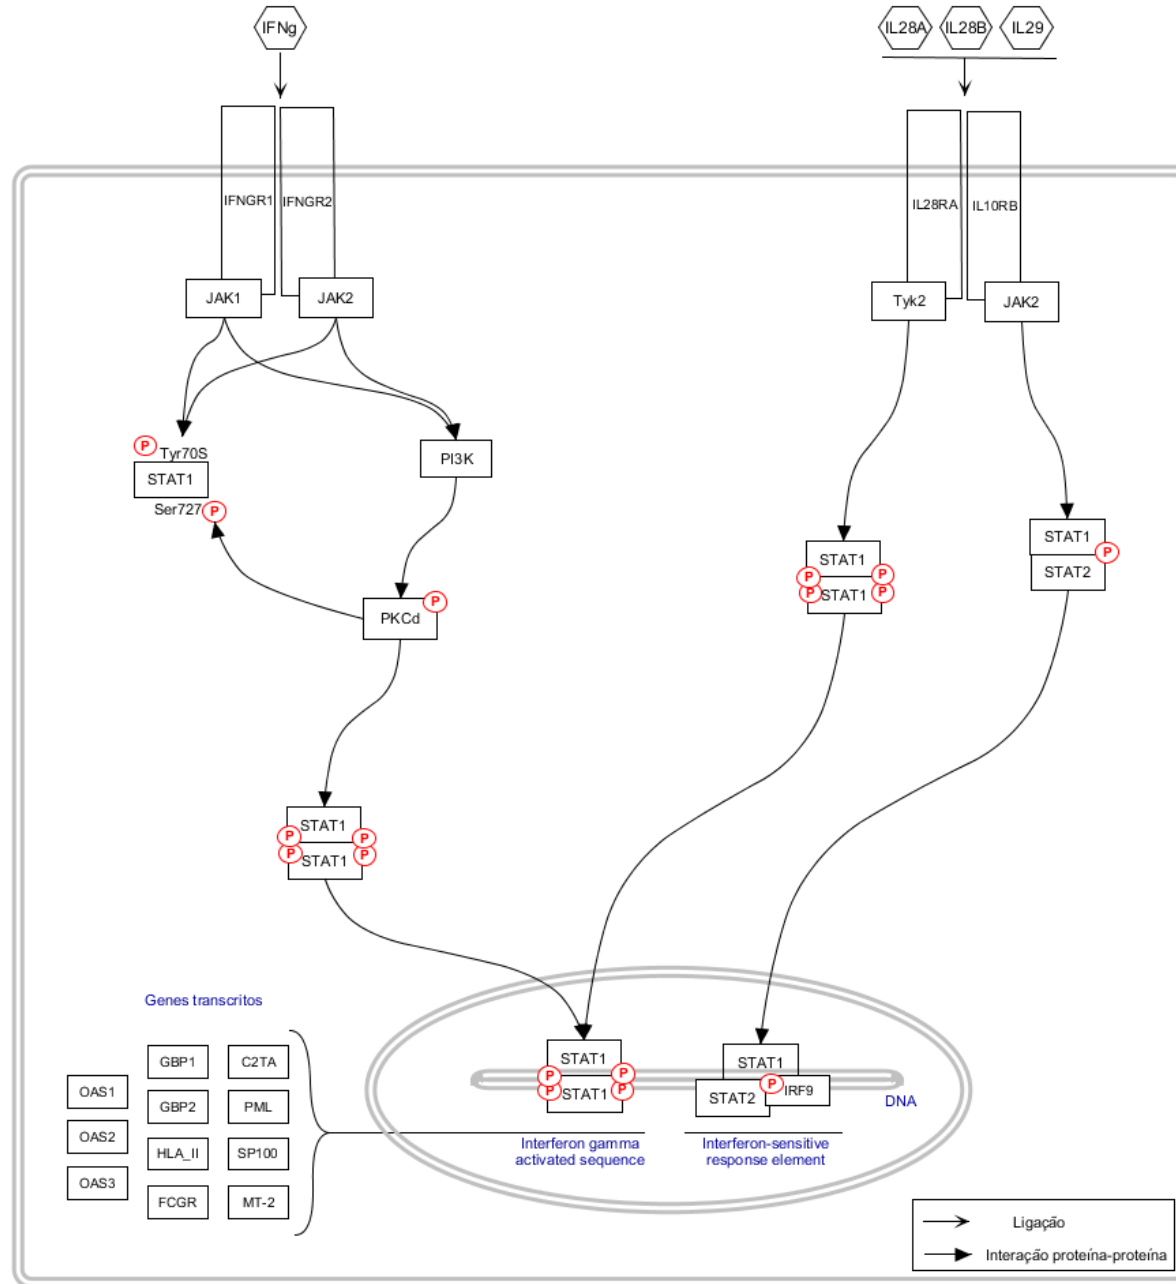 IFNg
IL28A
IL28B
IL29
IFNGR1
IFNGR2
IL28RA
IL10RB
JAK1
JAK2
Tyk2
JAK2
P
Tyr70S
STAT1
Ser727
P
PI3K
PKCd
P
STAT1
P
P
P
P
STAT1
STAT1
P
STAT2
STAT1
P
P
P
P
STAT1
Genes transcritos
GBP1
C2TA
OAS1
GBP2
PML
OAS2
HLA_II
SP100
OAS3
FCGR
MT-2
STAT1
P
P
P
P
STAT1
STAT1
P
IRF9
STAT2
DNA
Interferon gamma
activated sequence
Interferon-sensitive
response element
Ligação
Interação proteína-proteína